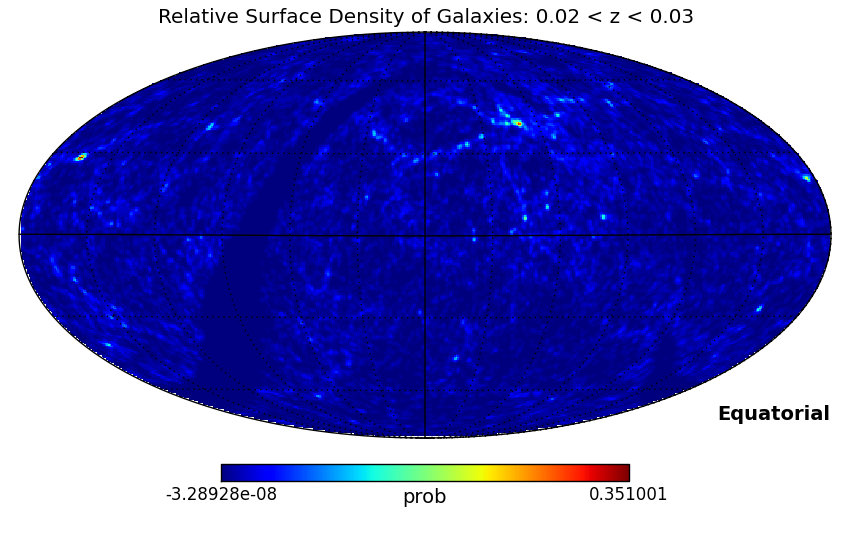 Relative Surface Density of Galaxies: 0.02 < z < 0.03
Equatorial
-3.28928e-08 prob 0.351001